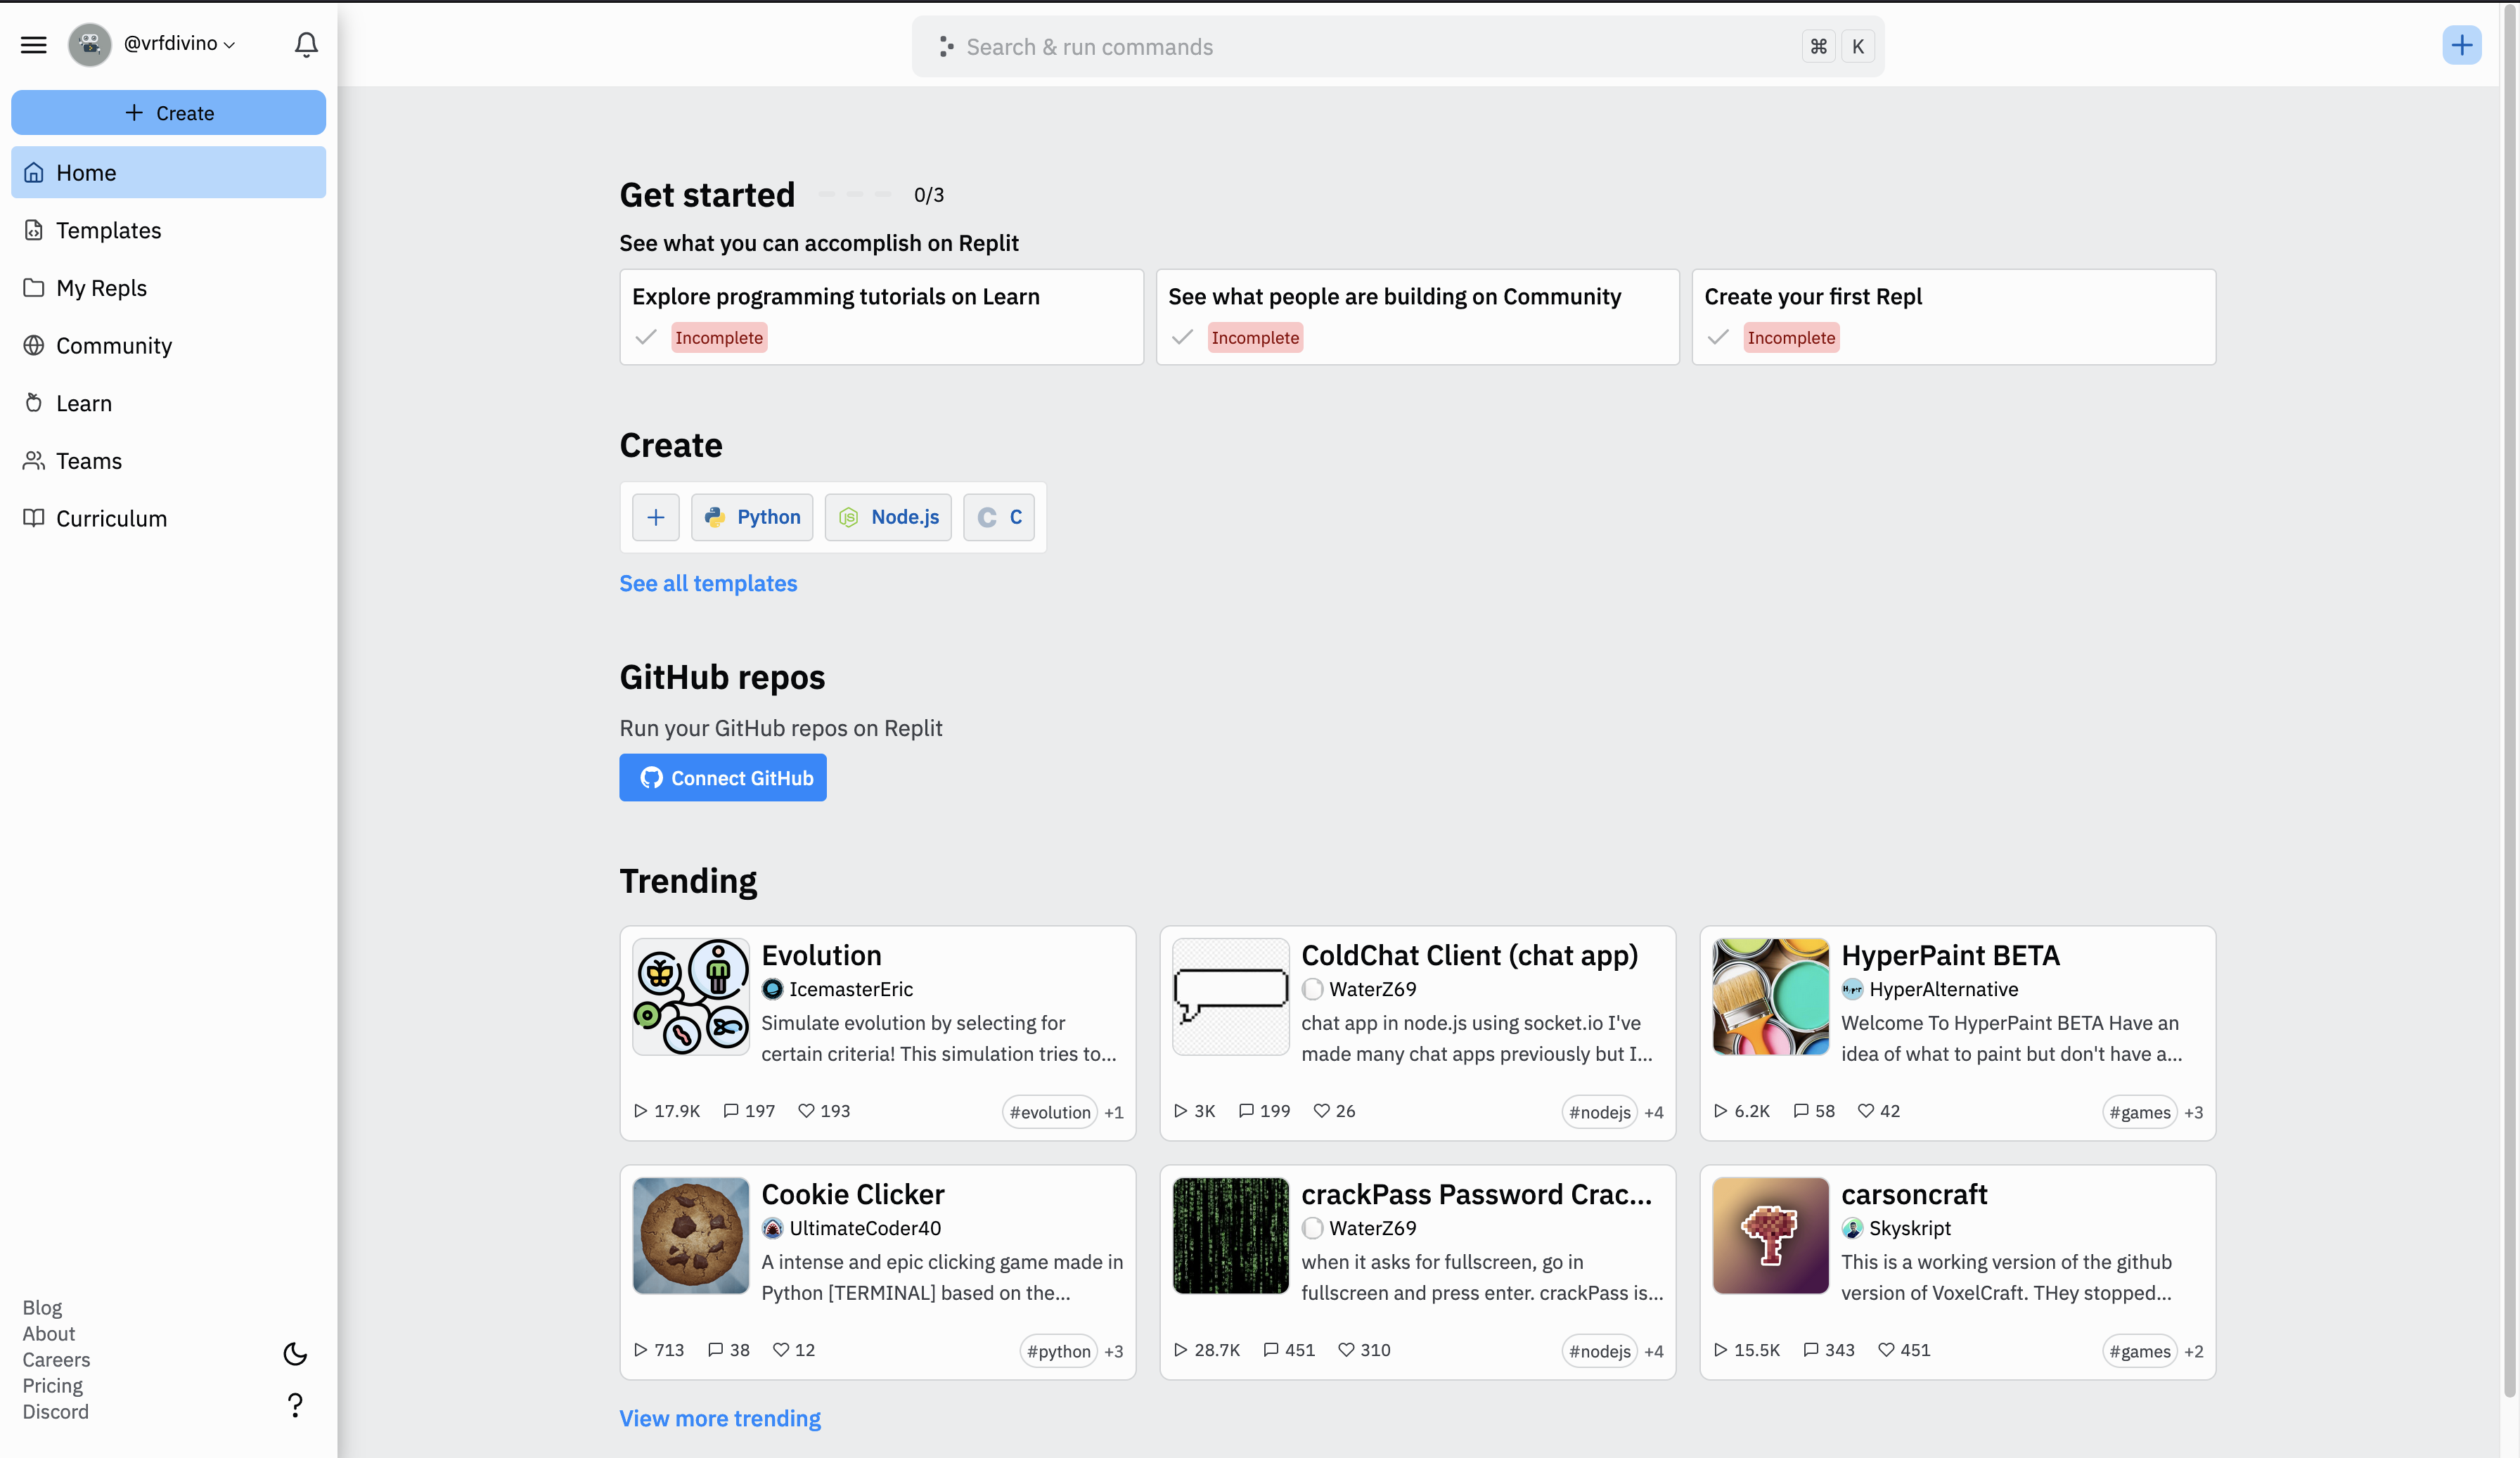 @vrfdivino
Search & run commands
⌘ K
Create
Home
Templates
My Repls
Community
Learn
Teams
Curriculum
Blog
About
Careers
Pricing
Discord
Get started 0/3
See what you can accomplish on Replit
Explore programming tutorials on Learn
Incomplete
See what people are building on Community
Incomplete
Create your first Repl
Incomplete
Create
Python
Node.js
C
See all templates
GitHub repos
Run your GitHub repos on Replit
Connect GitHub
Trending
Evolution
IcemasterEric
Simulate evolution by selecting for
certain criteria! This simulation tries to...
17.9K 197 193 #evolution +1
ColdChat Client (chat app)
WaterZ69
chat app in node.js using socket.io I've
made many chat apps previously but I...
3K 199 26 #nodejs +4
HyperPaint BETA
HyperAlternative
Welcome To HyperPaint BETA Have an
idea of what to paint but don't have a...
6.2K 58 42 #games +3
Cookie Clicker
UltimateCoder40
A intense and epic clicking game made in
Python [TERMINAL] based on the...
713 38 12 #python +3
crackPass Password Crac...
WaterZ69
when it asks for fullscreen, go in
fullscreen and press enter. crackPass is...
28.7K 451 310 #nodejs +4
carsoncraft
Skyskript
This is a working version of the github
version of VoxelCraft. THey stopped...
15.5K 343 451 #games +2
View more trending